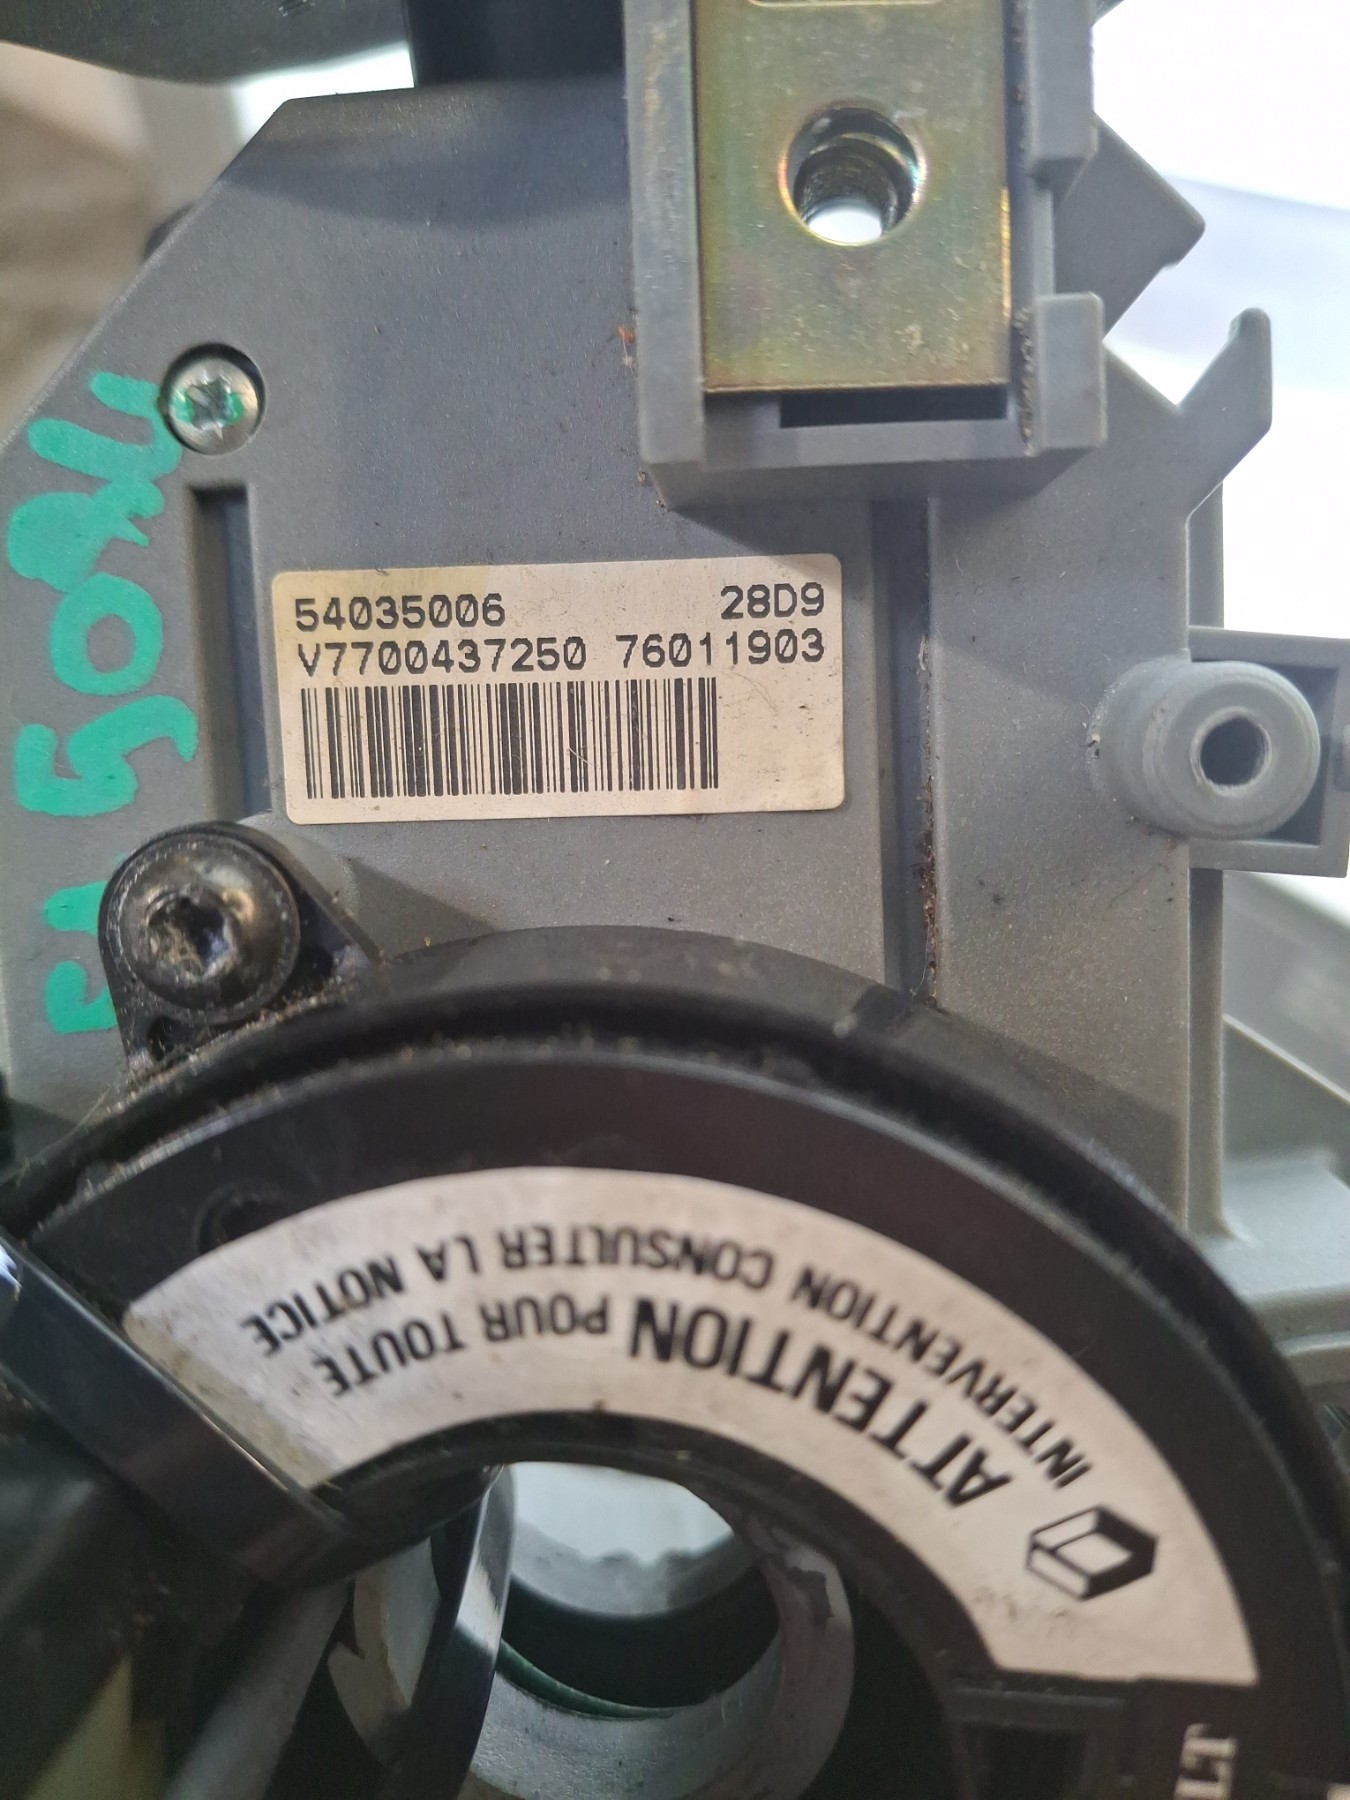 54035006 28D9
V7700437250 76011903
ATTENTION POUR TOUTE
INTERVENTION CONSULTER LA NOTICE